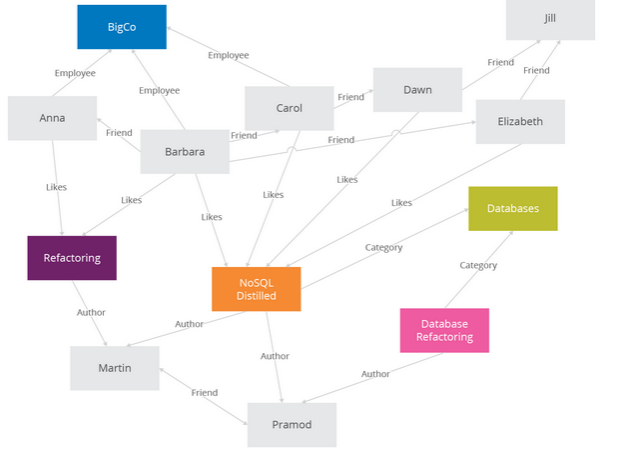 Jill
BigCo
Employee
Friend
Employee
Friend
Employee
Dawn
Friend
Carol
Anna
Elizabeth
Friend
Friend
Friend
Barbara
Likes
Likes
Likes
Likes
Likes
Likes
Databases
Category
Refactoring
Category
NoSQL
Distilled
Author
Author
Database
Refactoring
Author
Martin
Author
Friend
Pramod